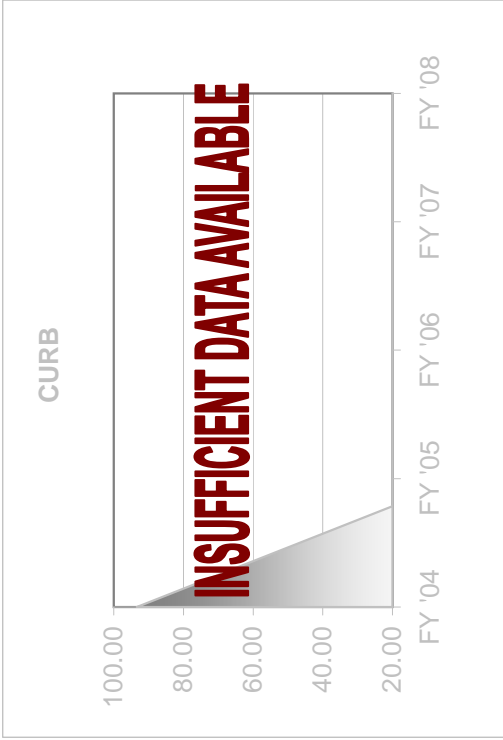 CURB
100.00
80.00
60.00
40.00
20.00
INSUFFICIENT DATA AVAILABLE
FY '04
FY '05
FY '06
FY '07
FY '08